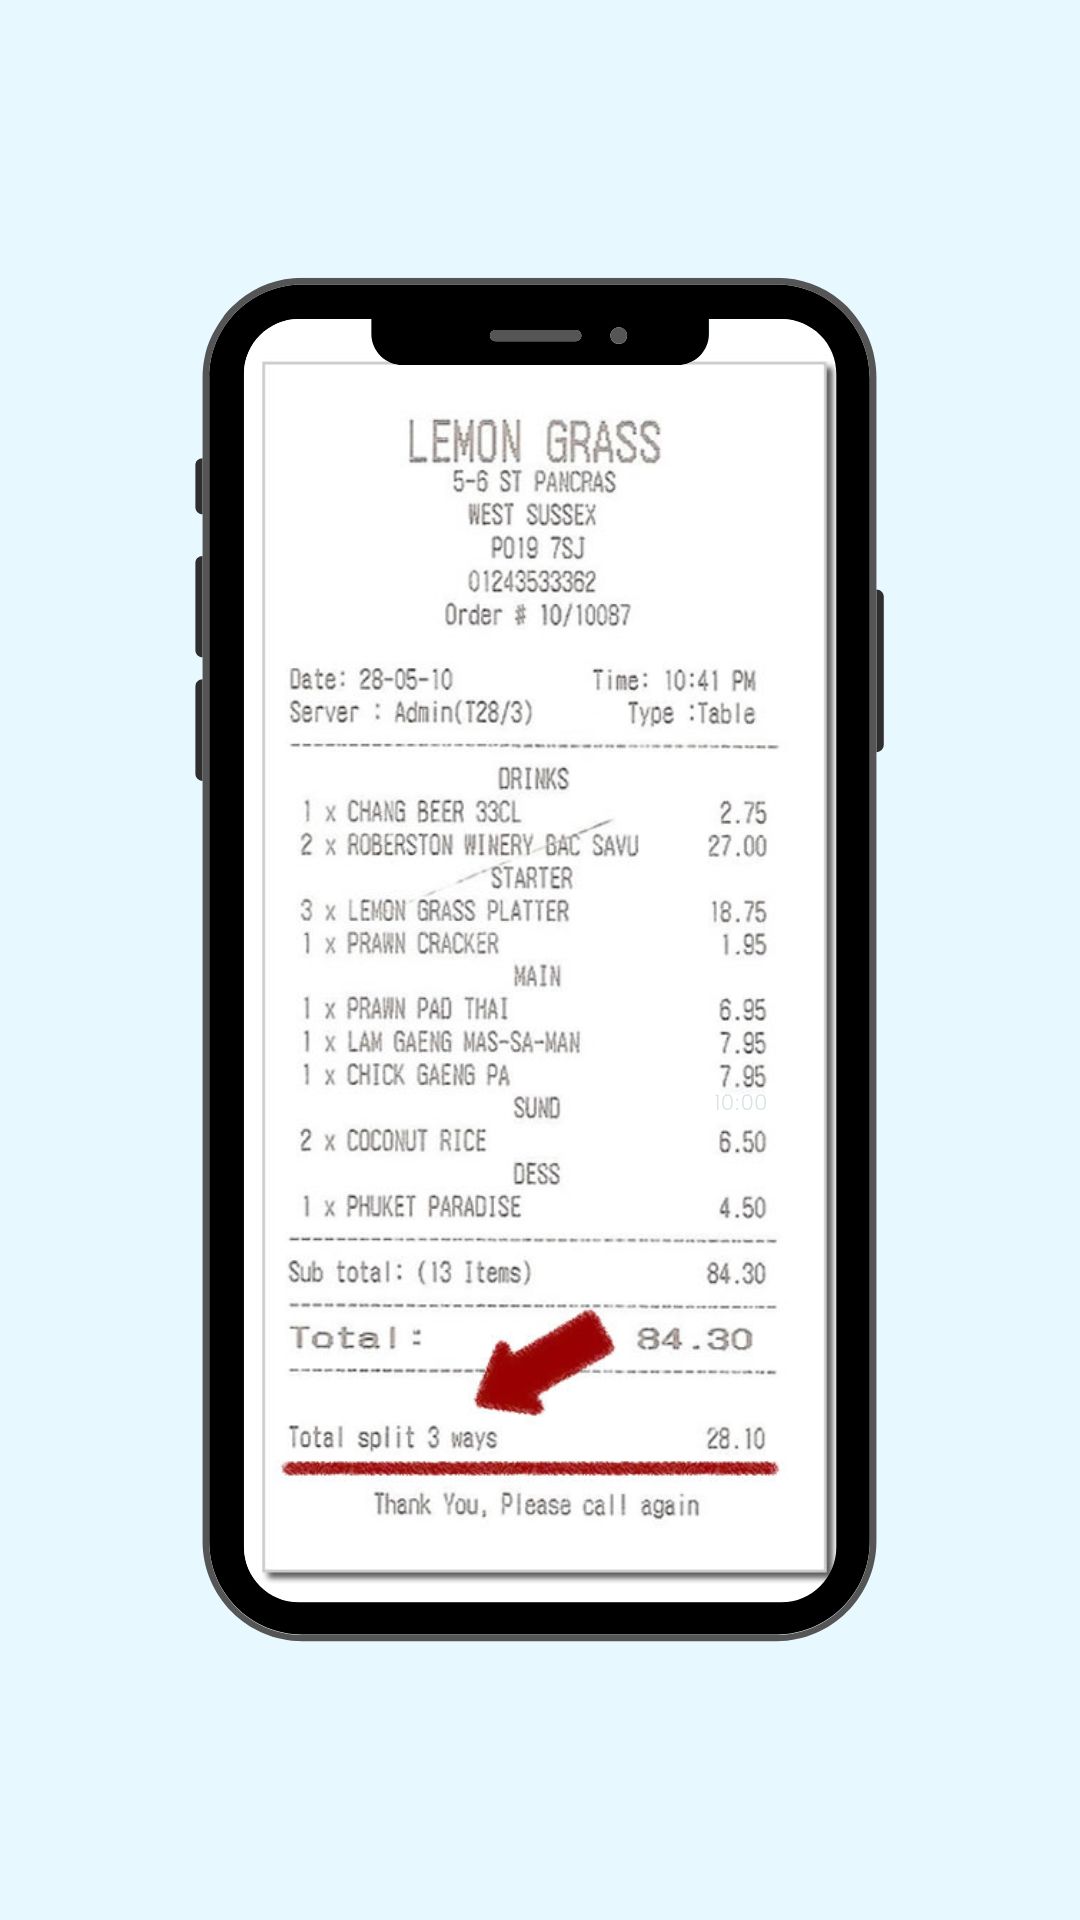 LEMON GRASS
5-6 ST PANCRAS
WEST SUSSEX
PO19 7SJ
01243533362
Order # 10/10087
Date: 28-05-10 Time: 10:41 PM
Server : Admin(T28/3) Type :Table
DRINKS
1 x CHANG BEER 33CL 2.75
2 x ROBERSTON WINERY BAC SAVU 27.00
STARTER
3 x LEMON GRASS PLATTER 18.75
1 x PRAWN CRACKER 1.95
MAIN
1 x PRAWN PAD THAI 6.95
1 x LAM GAENG MAS-SA-MAN 7.95
1 x CHICK GAENG PA 7.95
SUND 10:00
2 x COCONUT RICE 6.50
DESS
1 x PHUKET PARADISE 4.50
Sub total: (13 Items) 84.30
Total: 84.30
Total split 3 ways 28.10
Thank You, Please call again